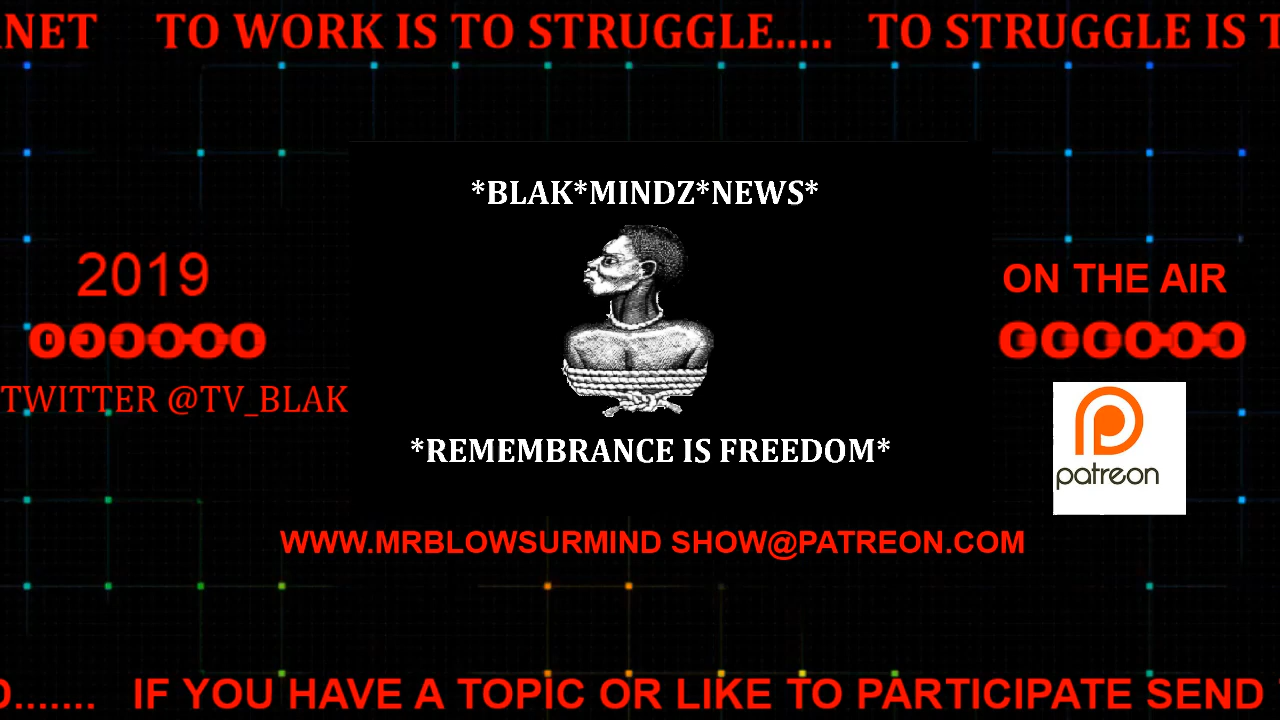 NET TO WORK IS TO STRUGGLE..... TO STRUGGLE IS
*BLAK*MINDZ*NEWS*
2019
ON THE AIR
TWITTER @TV_BLAK
patreon
*REMEMBRANCE IS FREEDOM*
WWW.MRBLOWSURMIND SHOW@PATREON.COM
....... IF YOU HAVE A TOPIC OR LIKE TO PARTICIPATE SEND